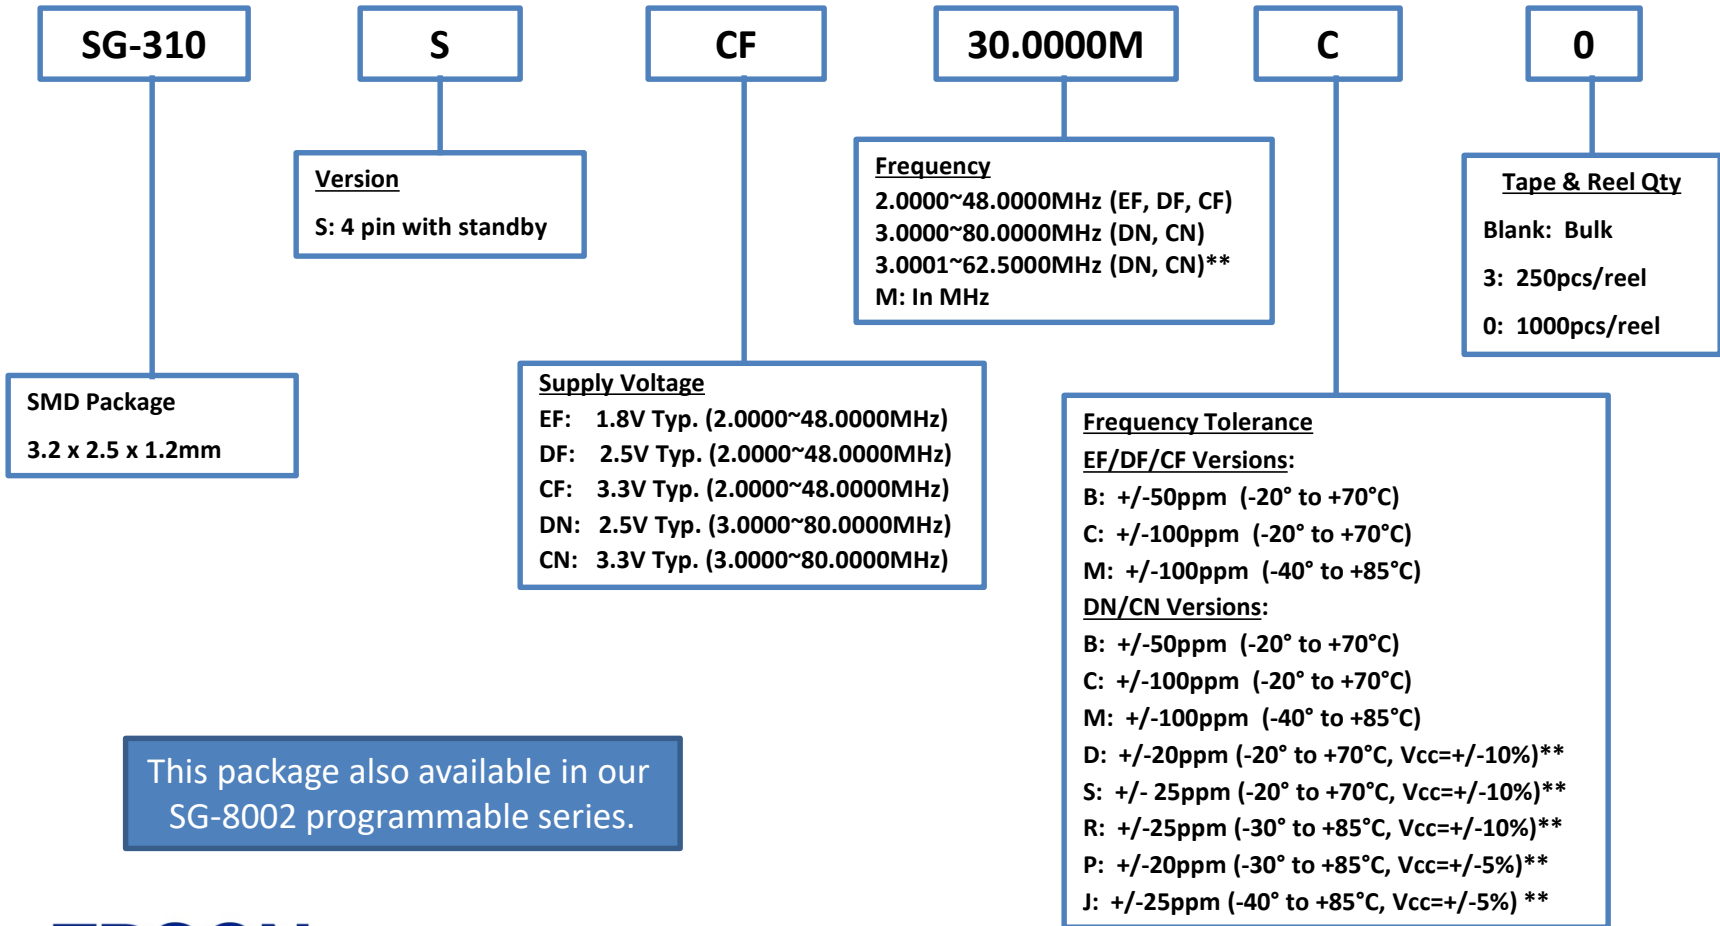 SG-310
S
CF
30.0000M
C
0
Version
S: 4 pin with standby
Frequency
2.0000~48.0000MHz (EF, DF, CF)
3.0000~80.0000MHz (DN, CN)
3.0001~62.5000MHz (DN, CN)**
M: In MHz
Tape & Reel Qty
Blank: Bulk
3: 250pcs/reel
0: 1000pcs/reel
SMD Package
3.2 x 2.5 x 1.2mm
Supply Voltage
EF: 1.8V Typ. (2.0000~48.0000MHz)
DF: 2.5V Typ. (2.0000~48.0000MHz)
CF: 3.3V Typ. (2.0000~48.0000MHz)
DN: 2.5V Typ. (3.0000~80.0000MHz)
CN: 3.3V Typ. (3.0000~80.0000MHz)
Frequency Tolerance
EF/DF/CF Versions:
B: +/-50ppm (-20° to +70°C)
C: +/-100ppm (-20° to +70°C)
M: +/-100ppm (-40° to +85°C)
DN/CN Versions:
B: +/-50ppm (-20° to +70°C)
C: +/-100ppm (-20° to +70°C)
M: +/-100ppm (-40° to +85°C)
D: +/-20ppm (-20° to +70°C, Vcc=+/-10%)**
S: +/- 25ppm (-20° to +70°C, Vcc=+/-10%)**
R: +/-25ppm (-30° to +85°C, Vcc=+/-10%)**
P: +/-20ppm (-30° to +85°C, Vcc=+/-5%)**
J: +/-25ppm (-40° to +85°C, Vcc=+/-5%) **
This package also available in our
SG-8002 programmable series.